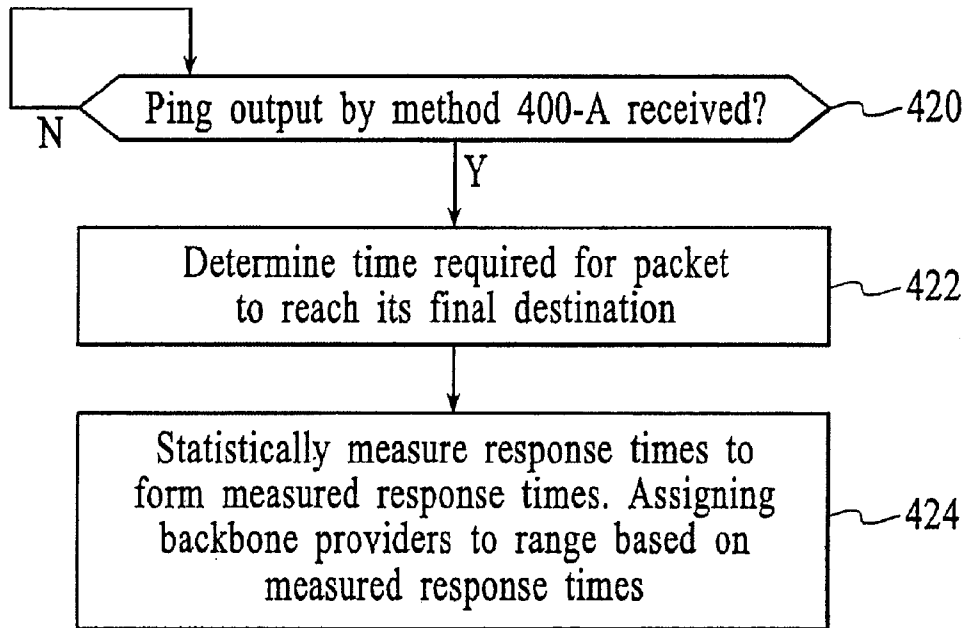 Ping output by method 400-A received?
420
N
Y
Determine time required for packet
to reach its final destination
422
Statistically measure response times to
form measured response times. Assigning
backbone providers to range based on
measured response times
424